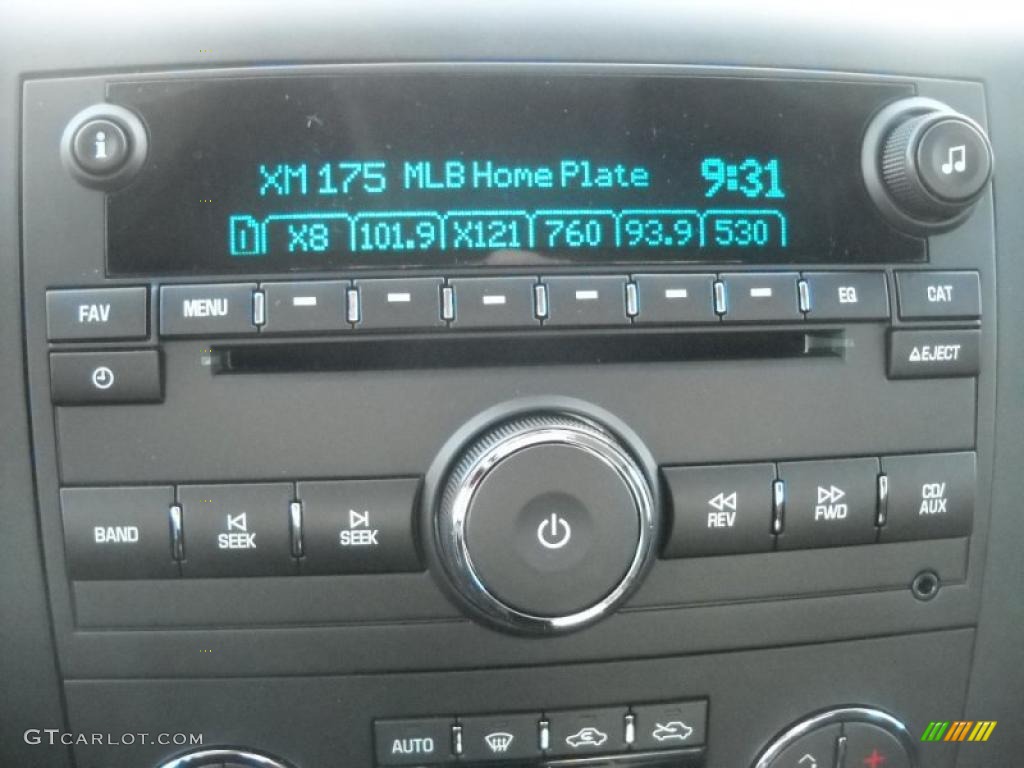 XM 175 MLB Home Plate 9:31
1 X8 101.9 X121 760 93.9 530
FAV MENU EQ CAT
EJECT
BAND SEEK SEEK REV FWD CD/AUX
AUTO
GTCARLOT.COM